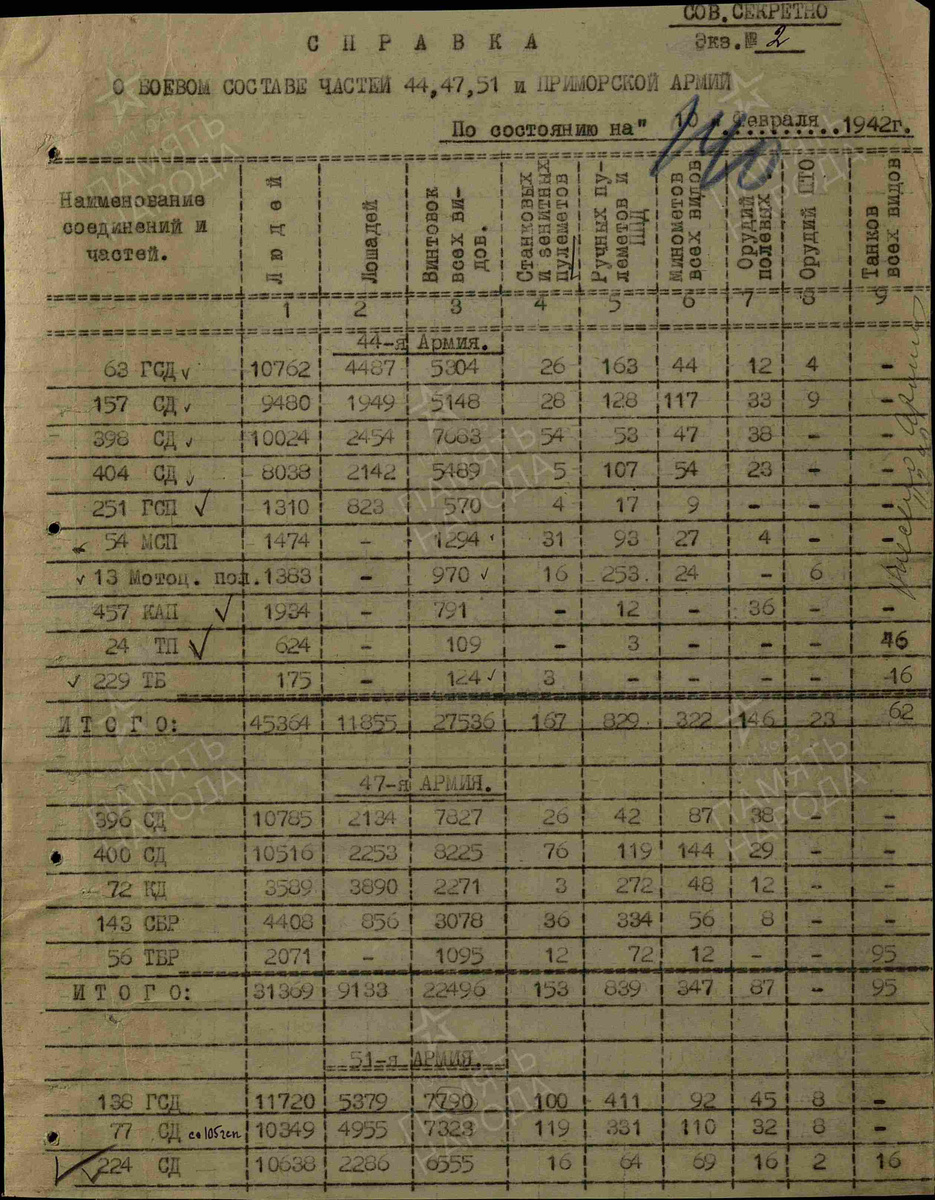 СОВ.СЕКРЕТНО
Экз.№ 2
С П Р А В К А
О БОЕВОМ СОСТАВЕ ЧАСТЕЙ 44,47,51 и ПРИМОРСКОЙ АРМИЙ
По состоянию на "10" Февраля 1942г.
140
Наименование соединений и частей. Людей Лошадей Винтовок всех видов. Станковых и зенитных пулеметов Ручных пулеметов и ППД Минометов всех видов Орудий полевых Орудий ПТО Танков всех видов
1 2 3 4 5 6 7 8 9
44-я Армия.
63 ГСД 10762 4487 5304 26 163 44 12 4 -
157 СД 9480 1949 5148 28 128 117 33 9 -
398 СД 10024 2454 7683 54 53 47 38 - -
404 СД 8038 2142 5489 5 107 54 23 - -
251 ГСП 1310 823 570 4 17 9 - - -
54 МСП 1474 - 1294 31 93 27 4 - -
13 Мотоц. пол. 1383 - 970 16 253 24 - 6 -
457 КАП 1934 - 791 - 12 - 36 - -
24 ТП 624 - 109 - 3 - - - 46
229 ТБ 175 - 124 3 - - - - 16
И Т О Г О: 45364 11855 27536 167 829 322 146 23 62
47-я АРМИЯ.
396 СД 10785 2134 7827 26 42 87 38 - -
400 СД 10516 2253 8225 76 119 144 29 - -
72 КД 3589 3890 2271 3 272 48 12 - -
143 СБР 4408 856 3078 36 334 56 8 - -
56 ТБР 2071 - 1095 12 72 12 - - 95
И Т О Г О: 31369 9133 22496 153 839 347 87 - 95
51-я АРМИЯ.
138 ГСД 11720 5379 7790 100 411 92 45 8 -
77 СД со 105 гсп 10349 4955 7323 119 331 110 32 8 -
224 СД 10638 2286 6555 16 64 69 16 2 16
ПАМЯТЬ НАРОДА